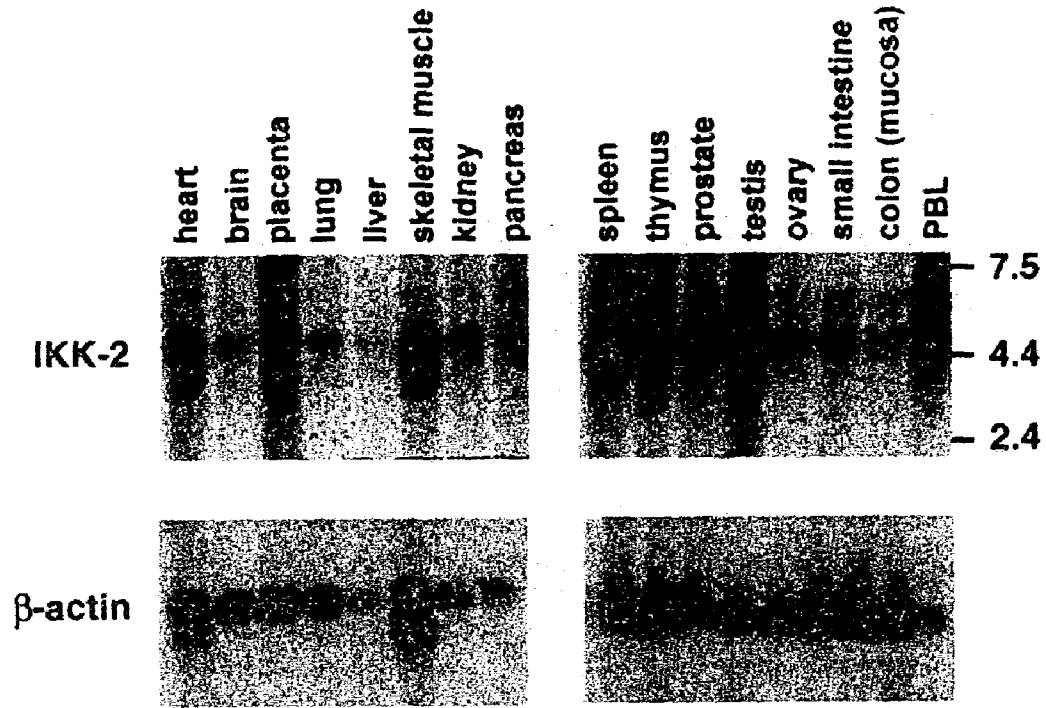 heart
brain
placenta
lung
liver
skeletal muscle
kidney
pancreas
spleen
thymus
prostate
testis
ovary
small intestine
colon (mucosa)
PBL
IKK-2
7.5
4.4
2.4
β-actin